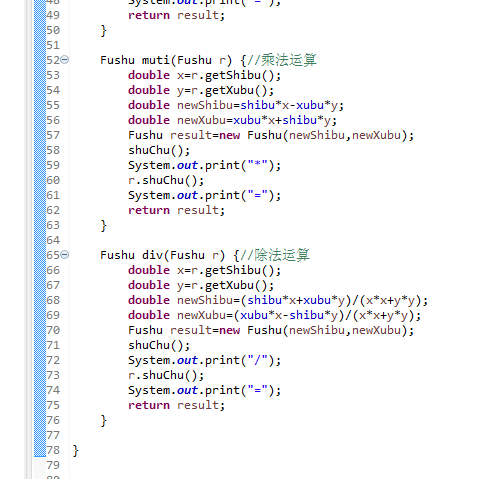 48 System.out.print("=");
49 return result;
50 }
51
52 Fushu muti(Fushu r) {//乘法运算
53 double x=r.getShibu();
54 double y=r.getXubu();
55 double newShibu=shibu*x-xubu*y;
56 double newXubu=xubu*x+shibu*y;
57 Fushu result=new Fushu(newShibu,newXubu);
58 shuChu();
59 System.out.print("*");
60 r.shuChu();
61 System.out.print("=");
62 return result;
63 }
64
65 Fushu div(Fushu r) {//除法运算
66 double x=r.getShibu();
67 double y=r.getXubu();
68 double newShibu=(shibu*x+xubu*y)/(x*x+y*y);
69 double newXubu=(xubu*x-shibu*y)/(x*x+y*y);
70 Fushu result=new Fushu(newShibu,newXubu);
71 shuChu();
72 System.out.print("/");
73 r.shuChu();
74 System.out.print("=");
75 return result;
76 }
77
78 }
79